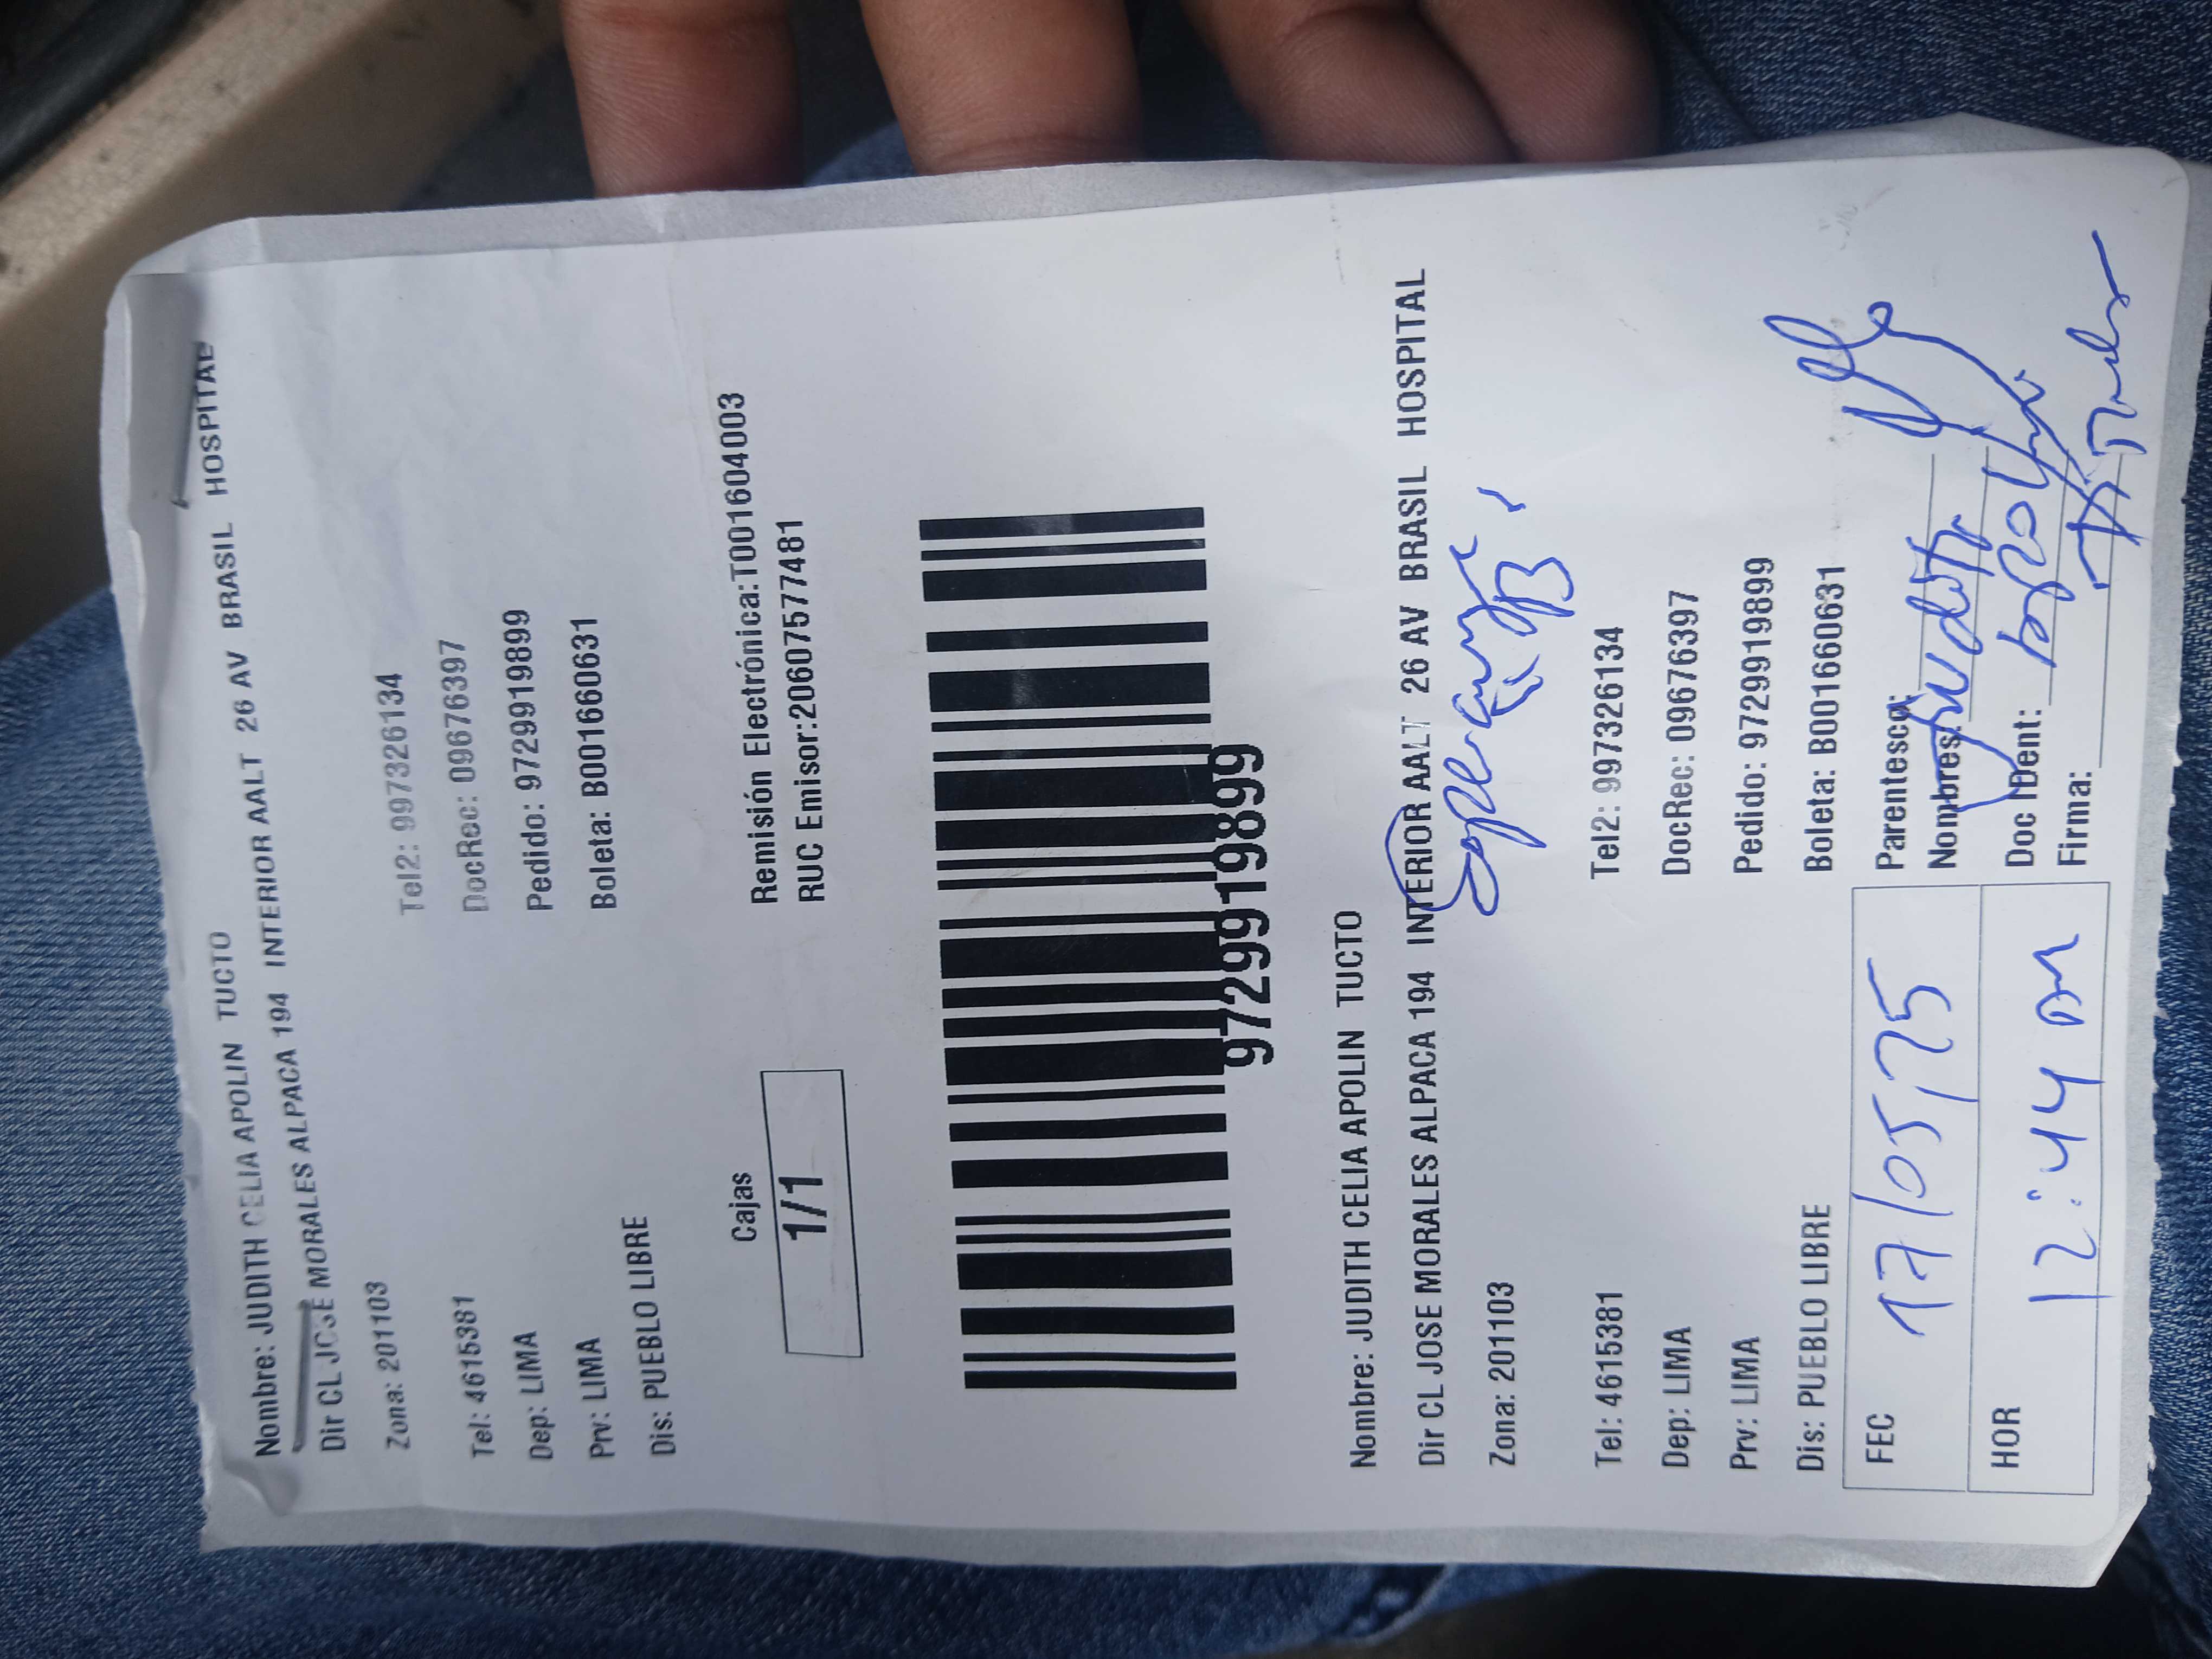 Nombre: JUDITH CELIA APOLIN TUCTO
Dir CL JOSE MORALES ALPACA 194 INTERIOR AALT 26 AV BRASIL HOSPITAL
Zona: 201103
Tel: 4615381 Tel2: 997326134
Dep: LIMA DocRec: 09676397
Prv: LIMA Pedido: 972991989​9
Dis: PUEBLO LIBRE Boleta: B001660631
Cajas
1/1
Remisión Electrónica:T001604003
RUC Emisor:20607577481
9729919899
Nombre: JUDITH CELIA APOLIN TUCTO
Dir CL JOSE MORALES ALPACA 194 INTERIOR AALT 26 AV BRASIL HOSPITAL
Zona: 201103
Tel: 4615381 Tel2: 997326134
Dep: LIMA DocRec: 09676397
Prv: LIMA Pedido: 9729919899
Dis: PUEBLO LIBRE Boleta: B001660631
FEC 17/05/25 Parentesco:
Nombres: Judith
HOR 12:44 pm Doc IDent:
Firma: